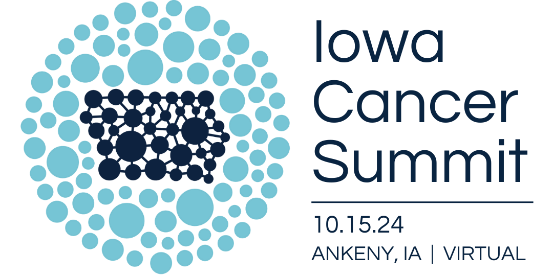 Iowa
Cancer
Summit
10.15.24
ANKENY, IA | VIRTUAL